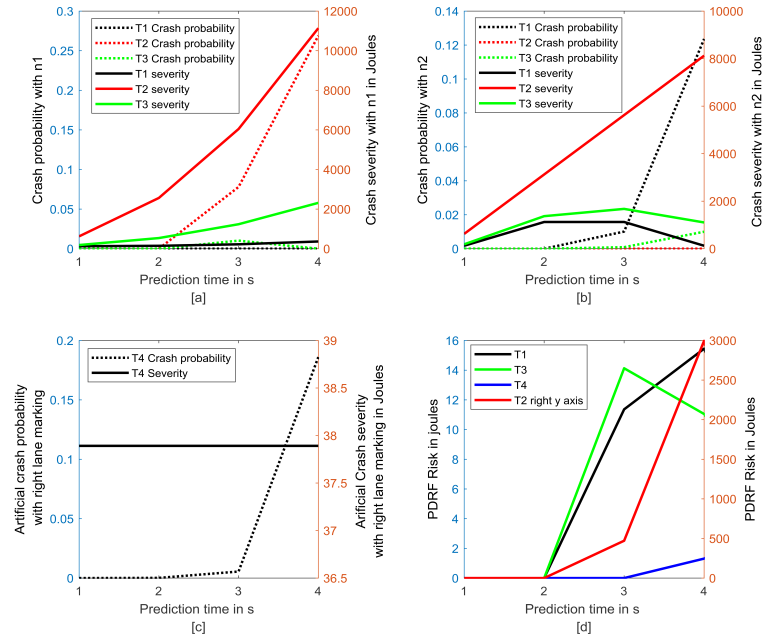 0.3
0.25
0.2
0.15
0.1
0.05
0
Crash probability with n1
T1 Crash probability
T2 Crash probability
T3 Crash probability
T1 severity
T2 severity
T3 severity
12000
10000
8000
6000
4000
2000
0
Crash severity with n1 in Joules
1 2 3 4
Prediction time in s
[a]
0.14
0.12
0.1
0.08
0.06
0.04
0.02
0
Crash probability with n2
T1 Crash probability
T2 Crash probability
T3 Crash probability
T1 severity
T2 severity
T3 severity
10000
8000
6000
4000
2000
0
Crash severity with n2 in Joules
1 2 3 4
Prediction time in s
[b]
0.2
0.15
0.1
0.05
0
Artificial crash probability
with right lane marking
T4 Crash probability
T4 Severity
39
38.5
38
37.5
37
36.5
Arificial Crash severity
with right lane marking in Joules
1 2 3 4
Prediction time in s
[c]
16
14
12
10
8
6
4
2
0
PDRF Risk in joules
T1
T3
T4
T2 right y axis
3000
2500
2000
1500
1000
500
0
PDRF Risk in Joules
1 2 3 4
Prediction time in s
[d]